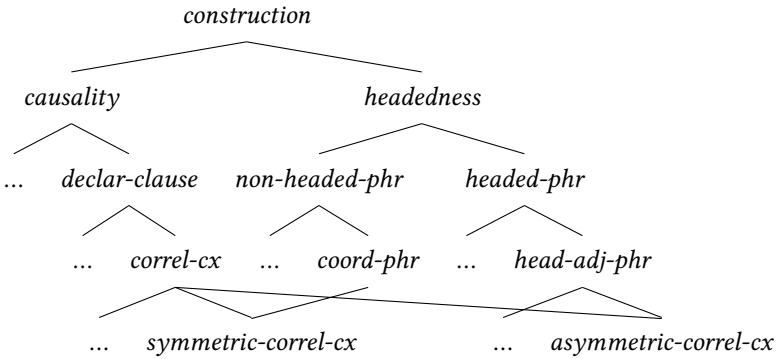 construction
causality headedness
... declar-clause non-headed-phr headed-phr
... correl-cx ... coord-phr ... head-adj-phr
... symmetric-correl-cx ... asymmetric-correl-cx